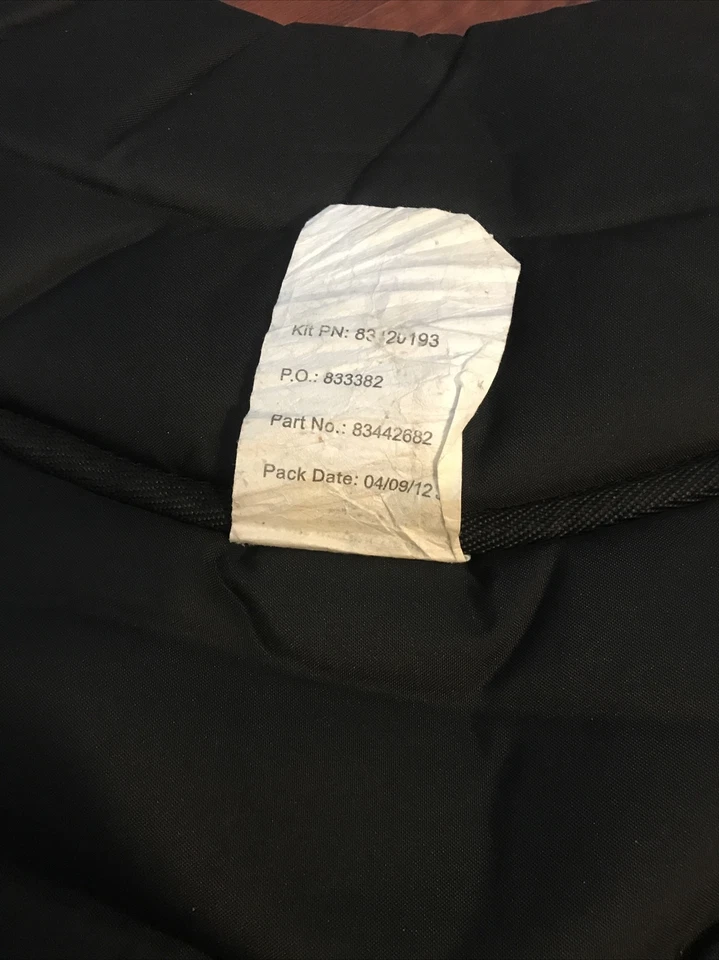 Kit PN:
P.O.: 833382
Part No.: 83442682
Pack Date: 04/09/12